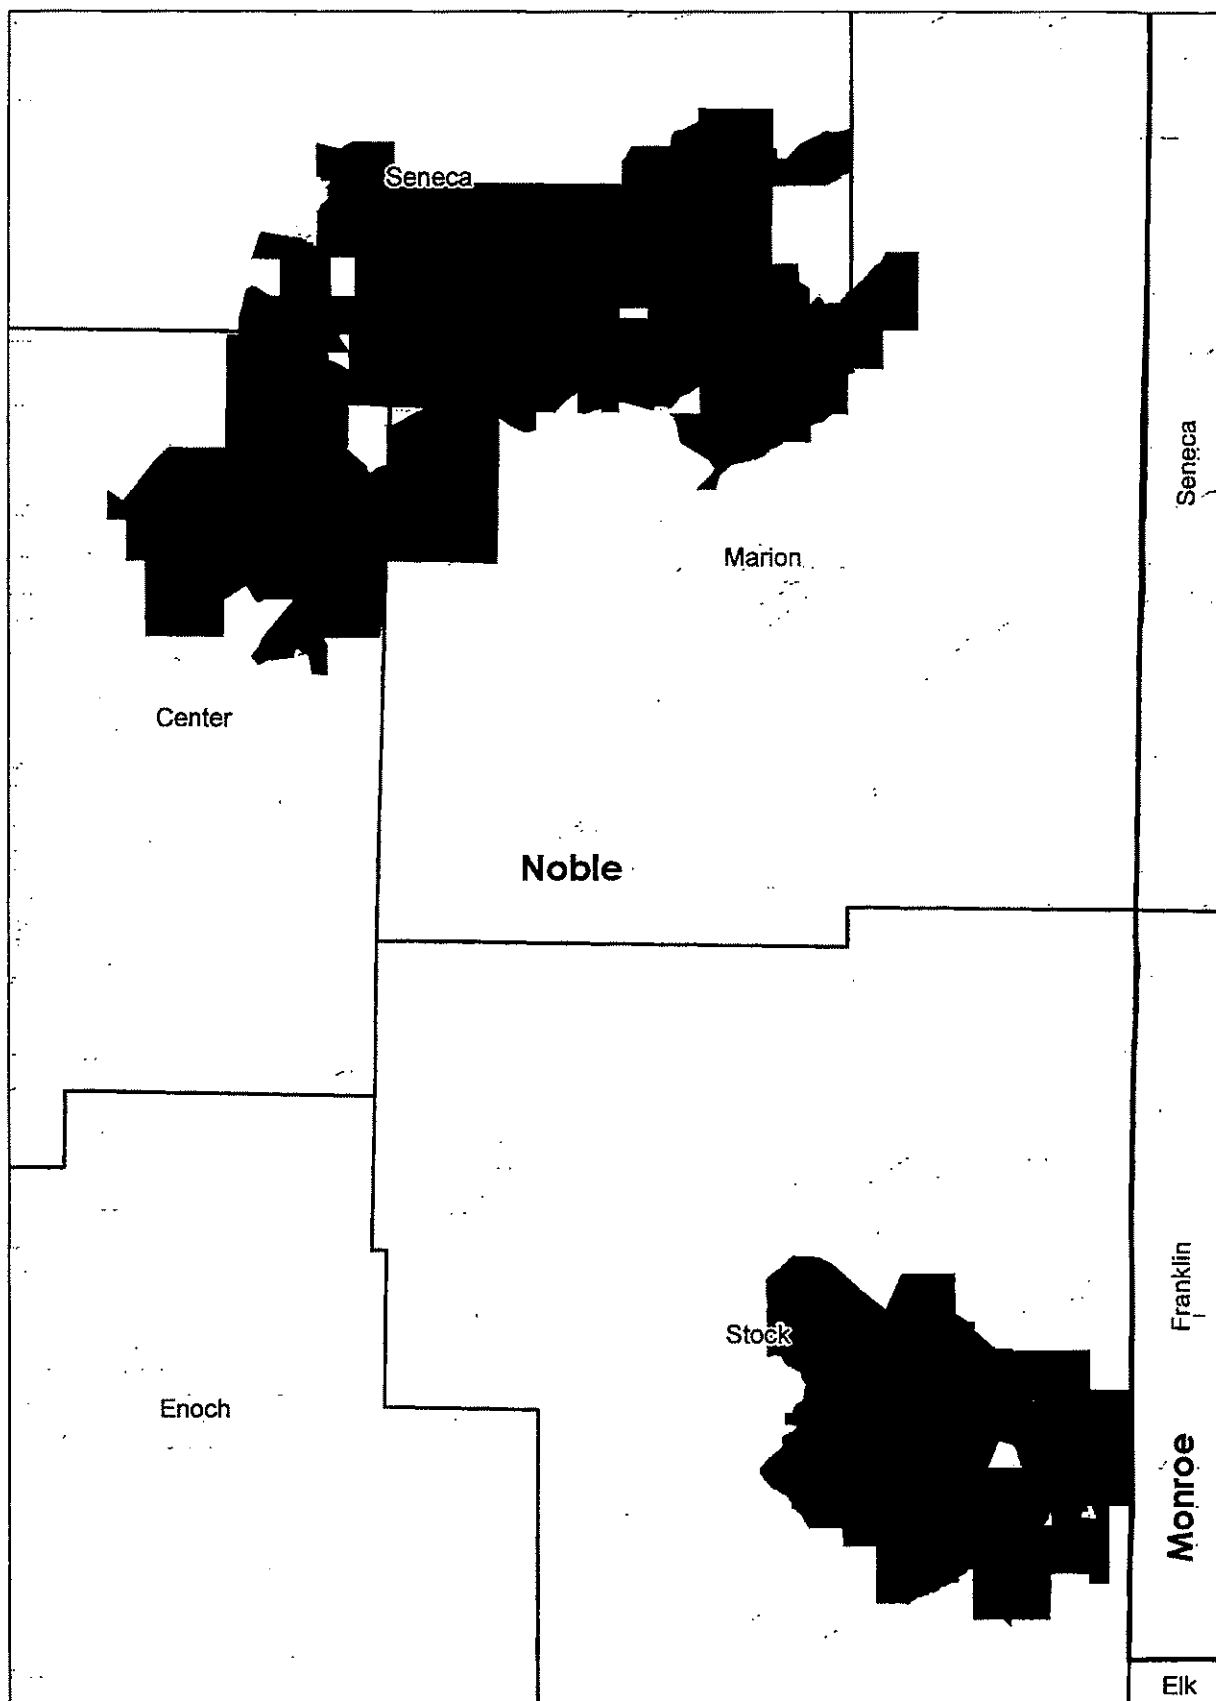 Seneca
Seneca
Marion
Center
Noble
Franklin
Stock
Enoch
Monroe
Elk